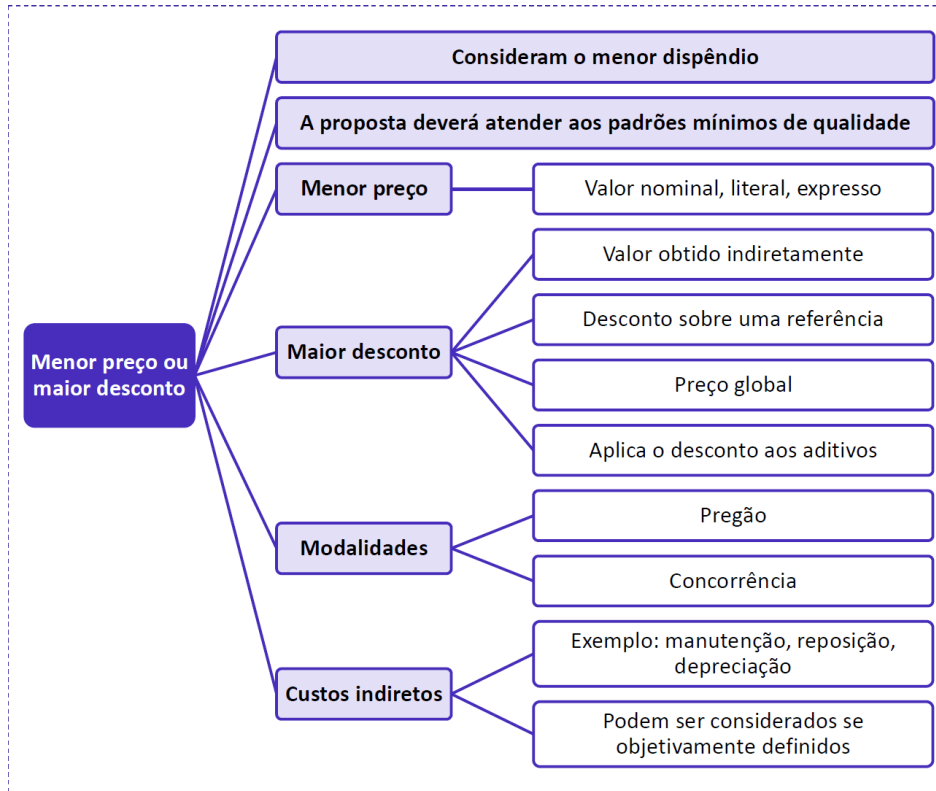 Consideram o menor dispêndio
A proposta deverá atender aos padrões mínimos de qualidade
Menor preço
Valor nominal, literal, expresso
Menor preço ou
maior desconto
Maior desconto
Valor obtido indiretamente
Desconto sobre uma referência
Preço global
Aplica o desconto aos aditivos
Modalidades
Pregão
Concorrência
Custos indiretos
Exemplo: manutenção, reposição,
depreciação
Podem ser considerados se
objetivamente definidos